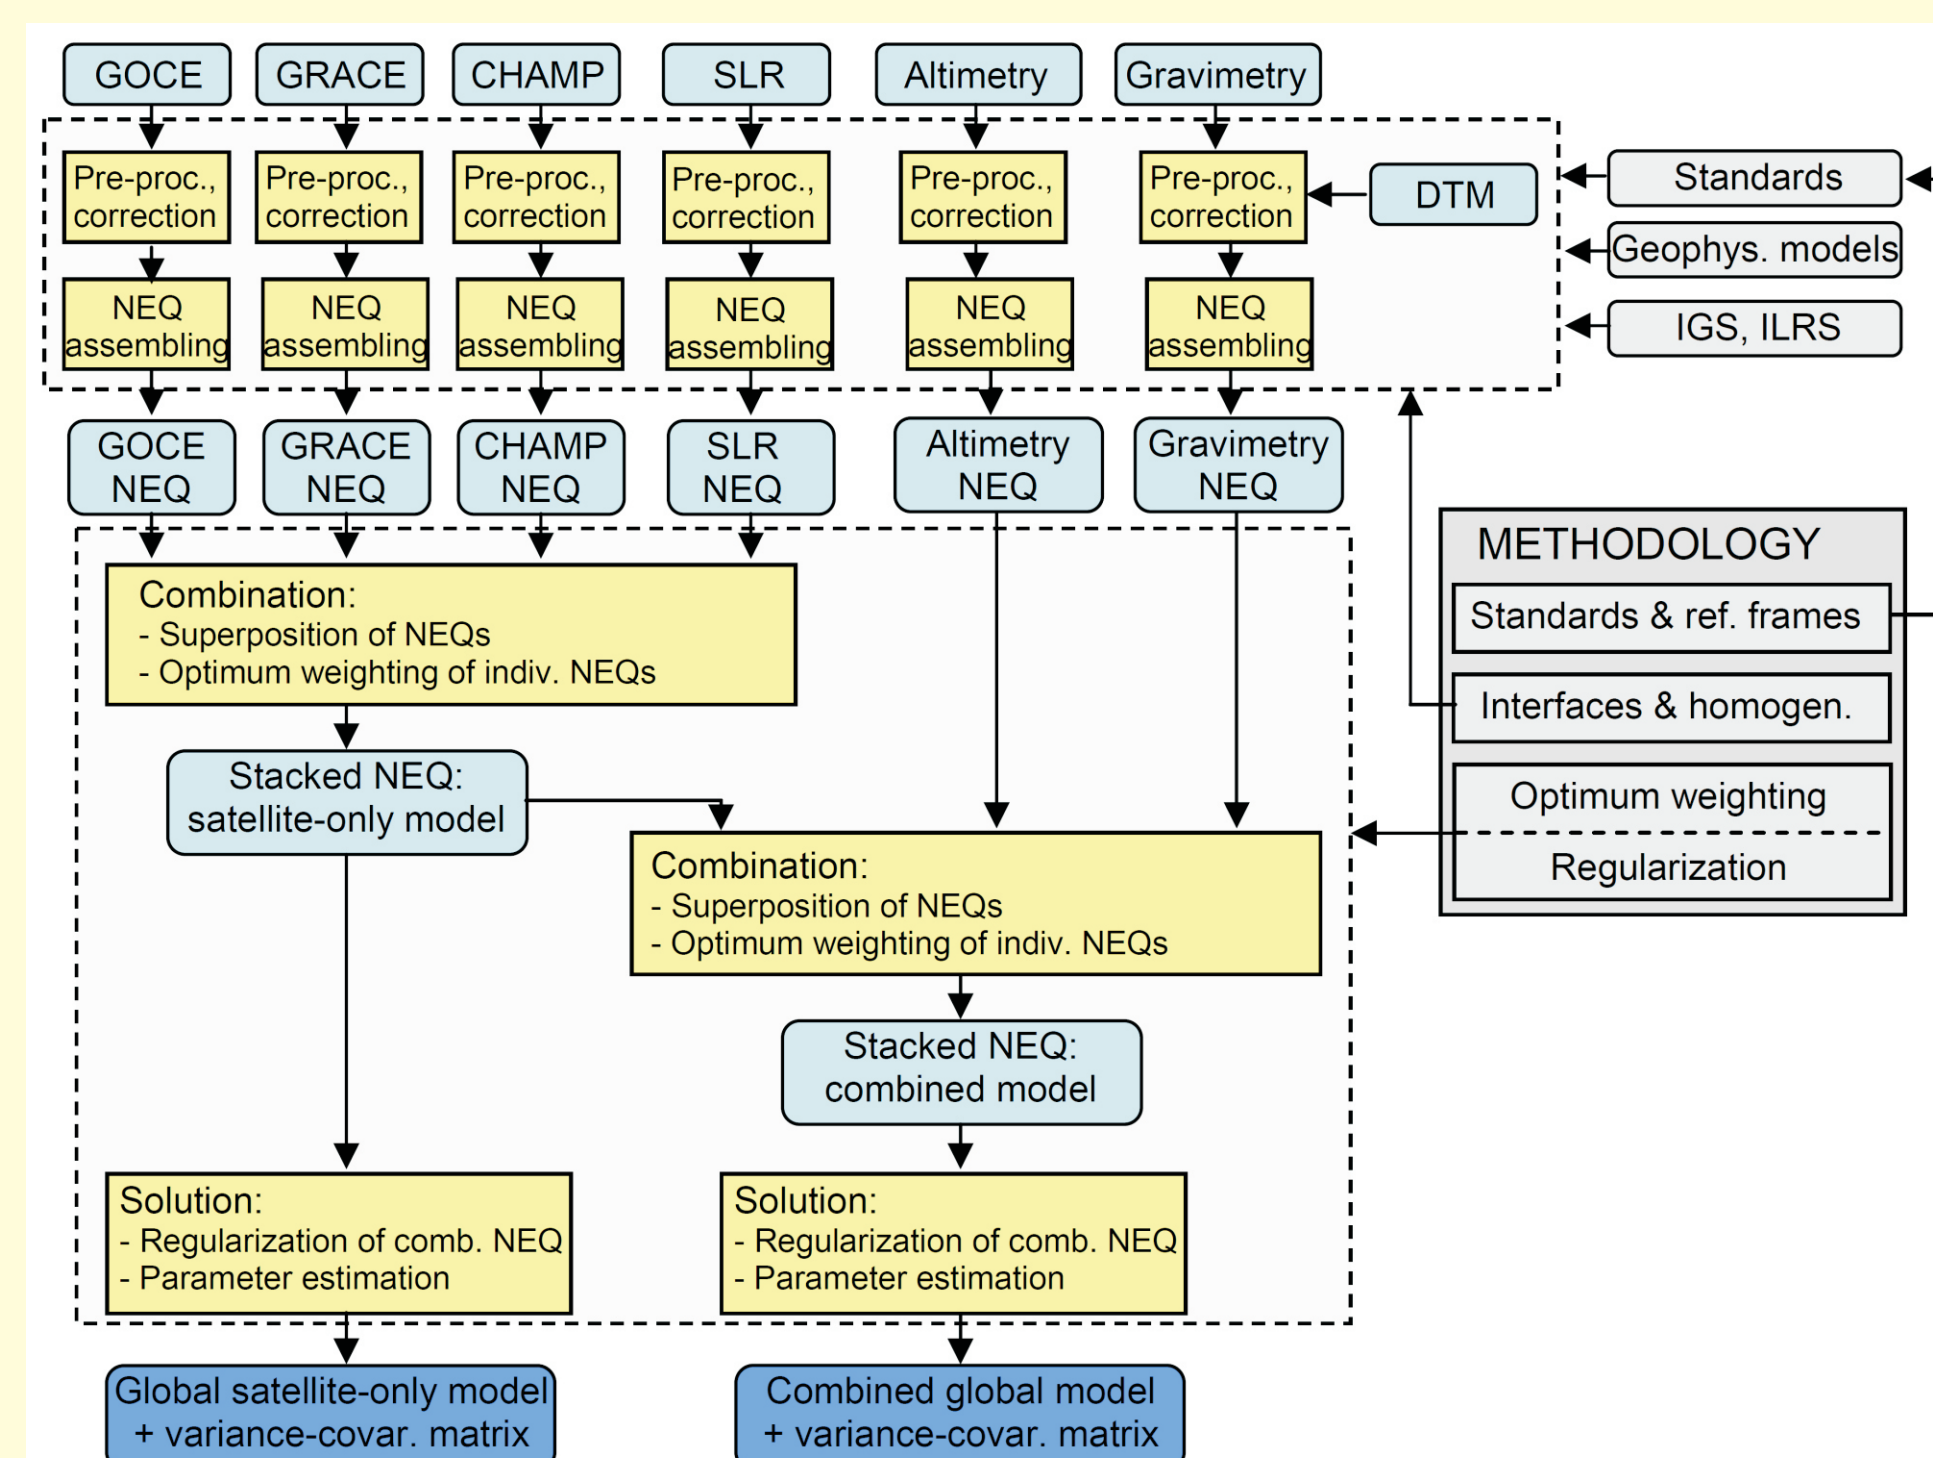 GOCE
GRACE
CHAMP
SLR
Altimetry
Gravimetry
Pre-proc.,
correction
Pre-proc.,
correction
Pre-proc.,
correction
Pre-proc.,
correction
Pre-proc.,
correction
Pre-proc.,
correction
DTM
Standards
Geophys. models
IGS, ILRS
NEQ
assembling
NEQ
assembling
NEQ
assembling
NEQ
assembling
NEQ
assembling
NEQ
assembling
GOCE
NEQ
GRACE
NEQ
CHAMP
NEQ
SLR
NEQ
Altimetry
NEQ
Gravimetry
NEQ
METHODOLOGY
Standards & ref. frames
Interfaces & homogen.
Optimum weighting
Regularization
Combination:
- Superposition of NEQs
- Optimum weighting of indiv. NEQs
Stacked NEQ:
satellite-only model
Combination:
- Superposition of NEQs
- Optimum weighting of indiv. NEQs
Stacked NEQ:
combined model
Solution:
- Regularization of comb. NEQ
- Parameter estimation
Solution:
- Regularization of comb. NEQ
- Parameter estimation
Global satellite-only model
+ variance-covar. matrix
Combined global model
+ variance-covar. matrix